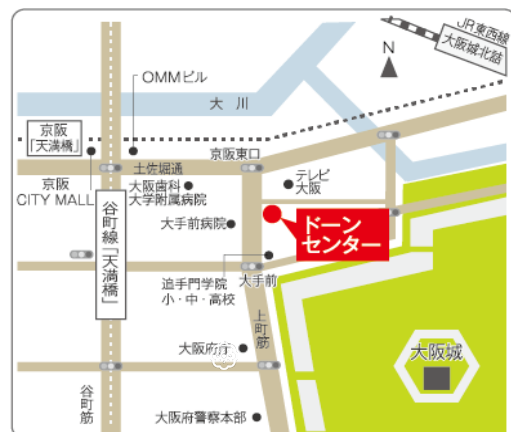 JR東西線
大阪城北詰
N
OMMビル
大川
京阪
「天満橋」
京阪
CITY MALL
土佐堀通
京阪東口
大阪歯科
大学附属病院
テレビ
大阪
谷町線「天満橋」
大手前病院
ドーン
センター
追手門学院
小・中・高校
大手前
上町筋
大阪府庁
大阪城
谷町筋
大阪府警察本部